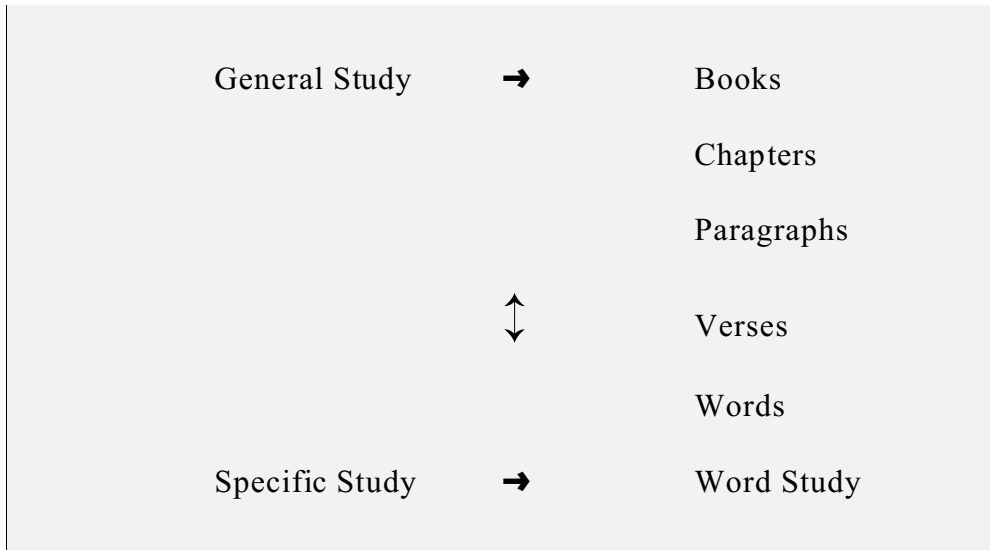 General Study → Books
Chapters
Paragraphs
↕ Verses
Words
Specific Study → Word Study